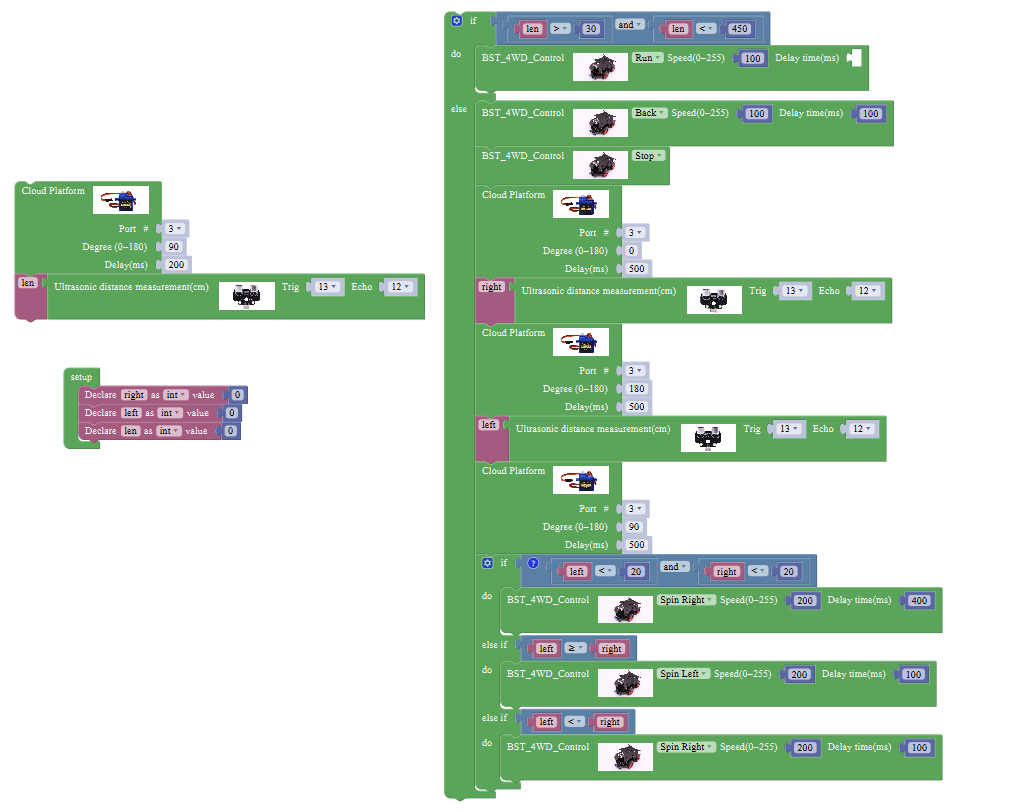 Cloud Platform
Port # 3
Degree (0–180) 90
Delay(ms) 200
len Ultrasonic distance measurement(cm) Trig 13 Echo 12
setup
Declare right as int value 0
Declare left as int value 0
Declare len as int value 0
if len > 30 and len < 450
do BST_4WD_Control Run Speed(0–255) 100 Delay time(ms)
else BST_4WD_Control Back Speed(0–255) 100 Delay time(ms) 100
BST_4WD_Control Stop
Cloud Platform
Port # 3
Degree (0–180) 0
Delay(ms) 500
right Ultrasonic distance measurement(cm) Trig 13 Echo 12
Cloud Platform
Port # 3
Degree (0–180) 180
Delay(ms) 500
left Ultrasonic distance measurement(cm) Trig 13 Echo 12
Cloud Platform
Port # 3
Degree (0–180) 90
Delay(ms) 500
if ? left < 20 and right < 20
do BST_4WD_Control Spin Right Speed(0–255) 200 Delay time(ms) 400
else if left ≥ right
do BST_4WD_Control Spin Left Speed(0–255) 200 Delay time(ms) 100
else if left < right
do BST_4WD_Control Spin Right Speed(0–255) 200 Delay time(ms) 100